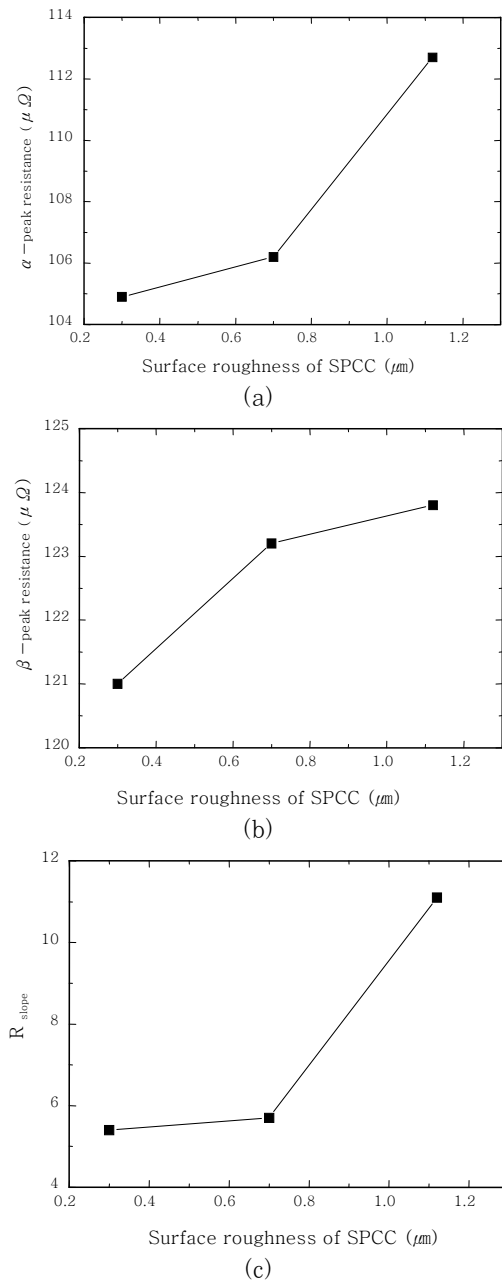 114
112
110
108
106
104
α-peak resistance (μΩ)
0.2 0.4 0.6 0.8 1.0 1.2
Surface roughness of SPCC (μm)
(a)
125
124
123
122
121
120
β-peak resistance (μΩ)
0.2 0.4 0.6 0.8 1.0 1.2
Surface roughness of SPCC (μm)
(b)
12
10
8
6
4
R slope
0.2 0.4 0.6 0.8 1.0 1.2
Surface roughness of SPCC (μm)
(c)